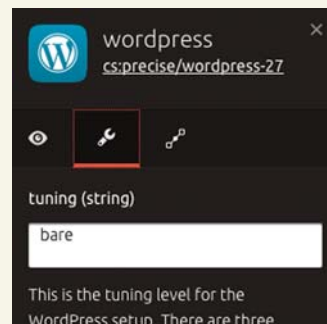 wordpress
cs:precise/wordpress-27
tuning (string)
bare
This is the tuning level for the
WordPress setup. There are three